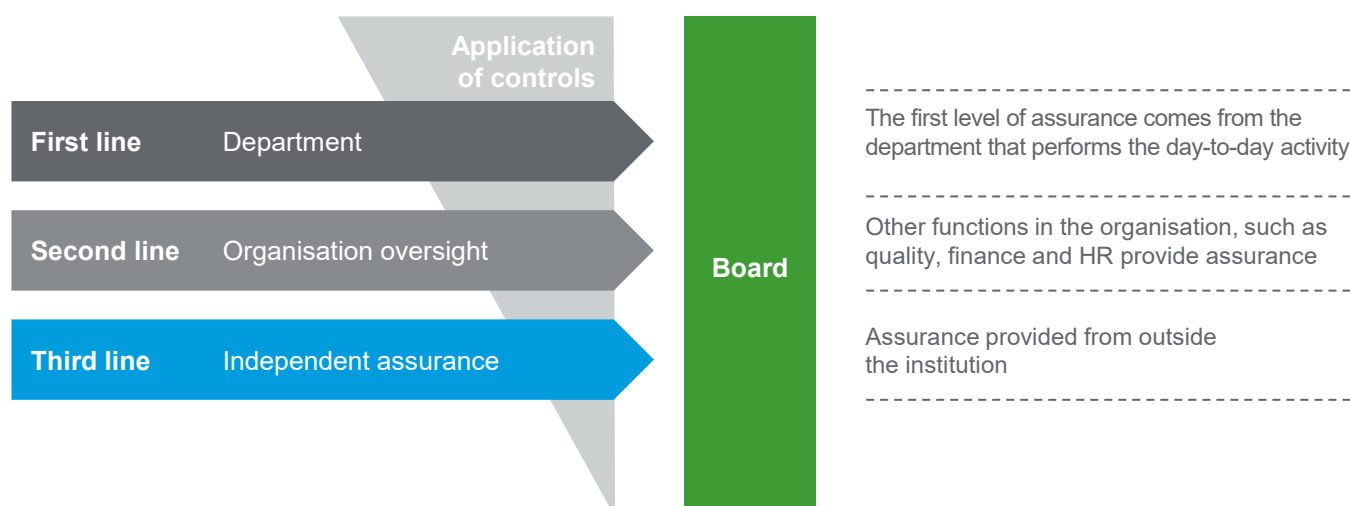 Application
of controls
First line Department
Second line Organisation oversight
Third line Independent assurance
Board
The first level of assurance comes from the
department that performs the day-to-day activity
Other functions in the organisation, such as
quality, finance and HR provide assurance
Assurance provided from outside
the institution